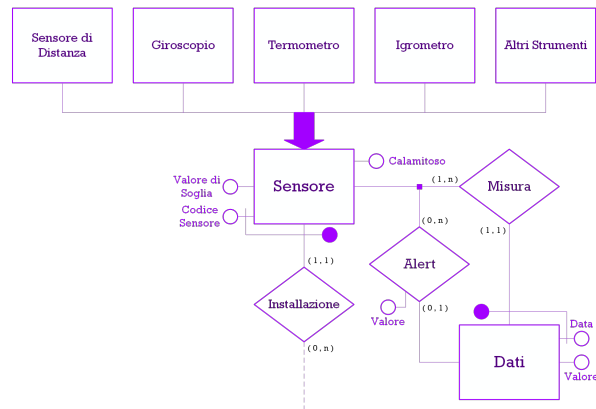 Sensore di
Distanza
Giroscopio
Termometro
Igrometro
Altri Strumenti
Calamitoso
Valore di
Soglia
Sensore
(1,n)
Misura
Codice
Sensore
(0,n)
(1,1)
(1,1)
Alert
Installazione
Valore
(0,1)
Data
(0,n)
Dati
Valore